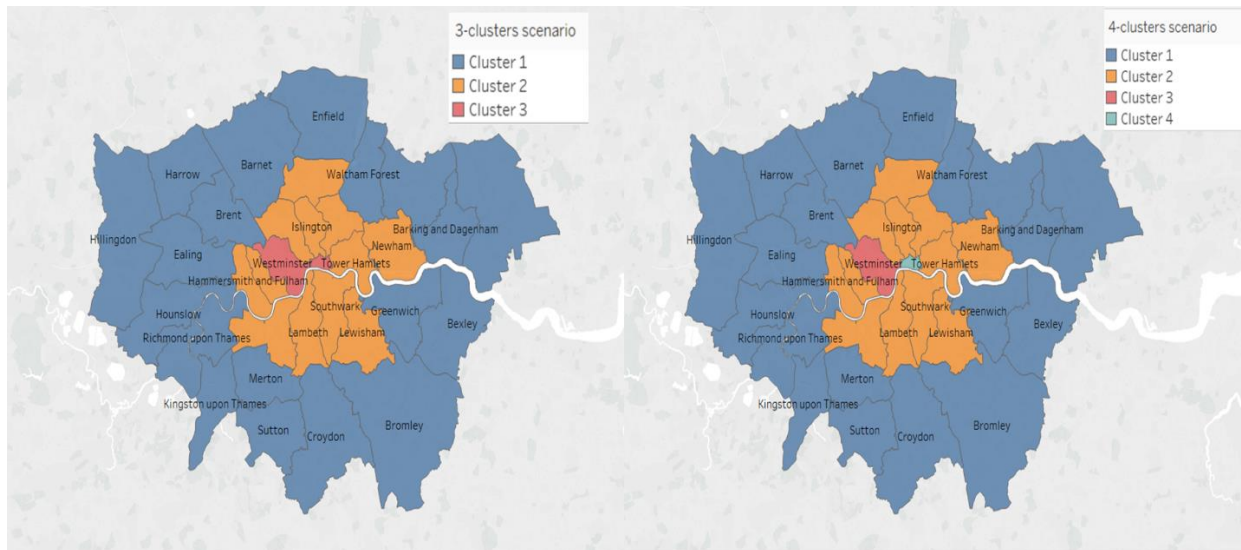 3-clusters scenario
Cluster 1
Cluster 2
Cluster 3
Enfield
Barnet
Harrow
Waltham Forest
Brent
Islington
Hillingdon
Barking and Dagenham
Ealing
Newham
Westminster
Tower Hamlets
Hammersmith and Fulham
Hounslow
Southwark
Greenwich
Bexley
Richmond upon Thames
Lambeth
Lewisham
Merton
Kingston upon Thames
Sutton
Croydon
Bromley
4-clusters scenario
Cluster 1
Cluster 2
Cluster 3
Cluster 4
Enfield
Barnet
Harrow
Waltham Forest
Brent
Islington
Hillingdon
Barking and Dagenham
Ealing
Newham
Westminster
Tower Hamlets
Hammersmith and Fulham
Hounslow
Southwark
Greenwich
Bexley
Richmond upon Thames
Lambeth
Lewisham
Merton
Kingston upon Thames
Sutton
Croydon
Bromley